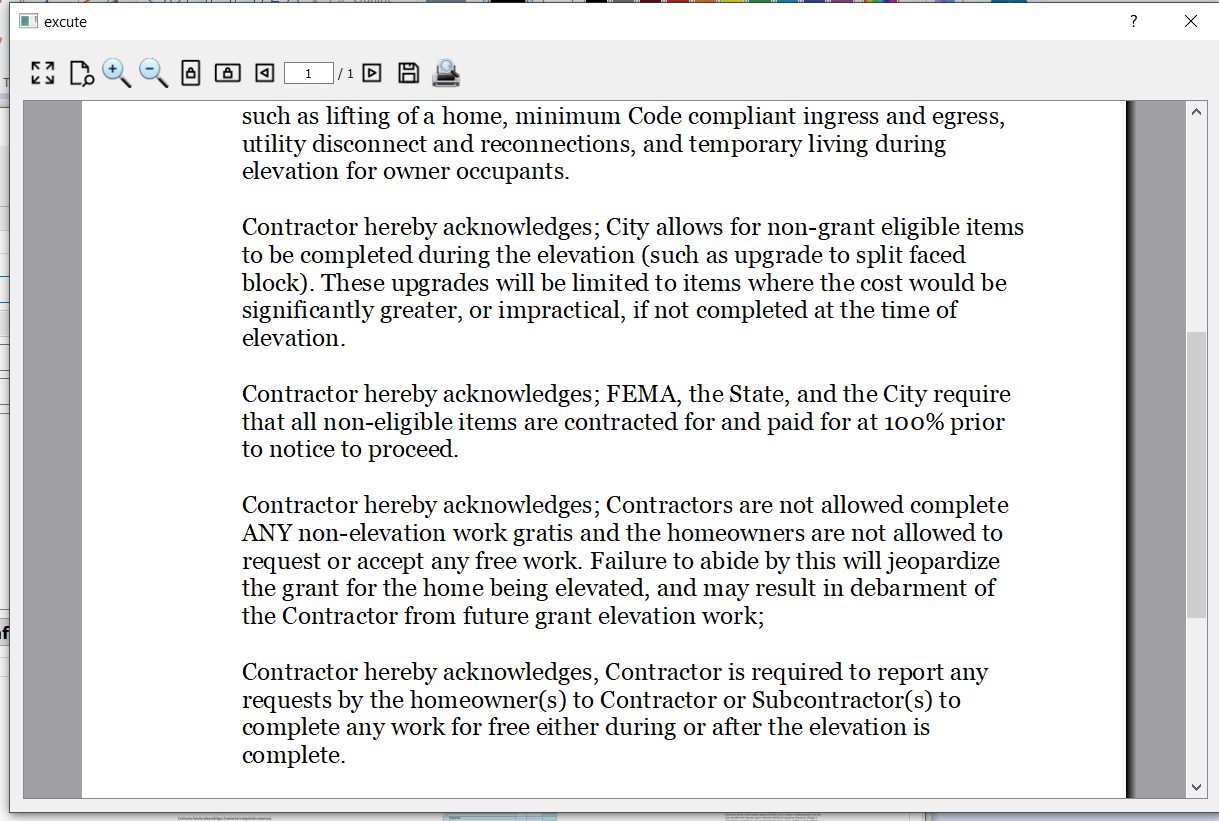 excute
?
1 / 1
such as lifting of a home, minimum Code compliant ingress and egress,
utility disconnect and reconnections, and temporary living during
elevation for owner occupants.
Contractor hereby acknowledges; City allows for non-grant eligible items
to be completed during the elevation (such as upgrade to split faced
block). These upgrades will be limited to items where the cost would be
significantly greater, or impractical, if not completed at the time of
elevation.
Contractor hereby acknowledges; FEMA, the State, and the City require
that all non-eligible items are contracted for and paid for at 100% prior
to notice to proceed.
Contractor hereby acknowledges; Contractors are not allowed complete
ANY non-elevation work gratis and the homeowners are not allowed to
request or accept any free work. Failure to abide by this will jeopardize
the grant for the home being elevated, and may result in debarment of
the Contractor from future grant elevation work;
Contractor hereby acknowledges, Contractor is required to report any
requests by the homeowner(s) to Contractor or Subcontractor(s) to
complete any work for free either during or after the elevation is
complete.